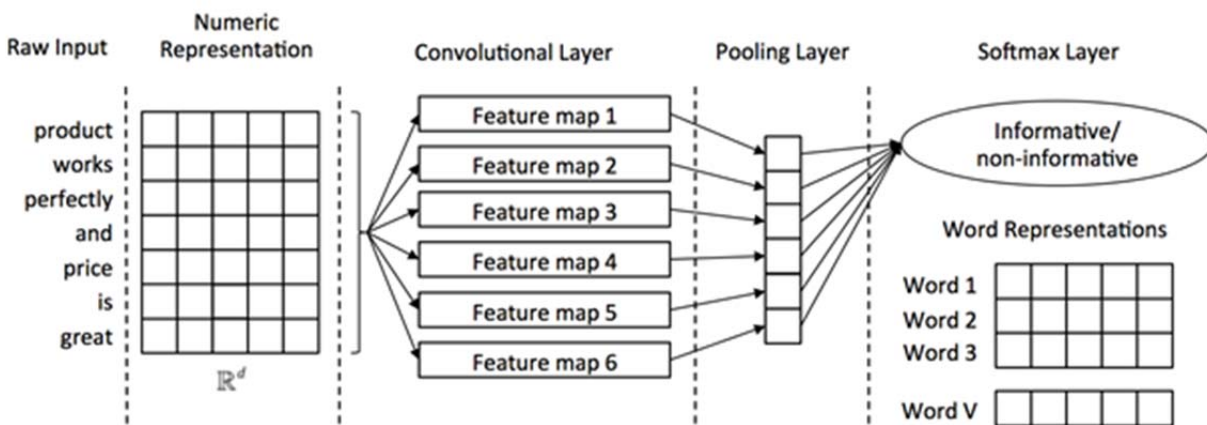 Raw Input
Numeric
Representation
Convolutional Layer
Pooling Layer
Softmax Layer
product
works
perfectly
and
price
is
great
ℝᵈ
Feature map 1
Feature map 2
Feature map 3
Feature map 4
Feature map 5
Feature map 6
Informative/
non-informative
Word Representations
Word 1
Word 2
Word 3
Word V